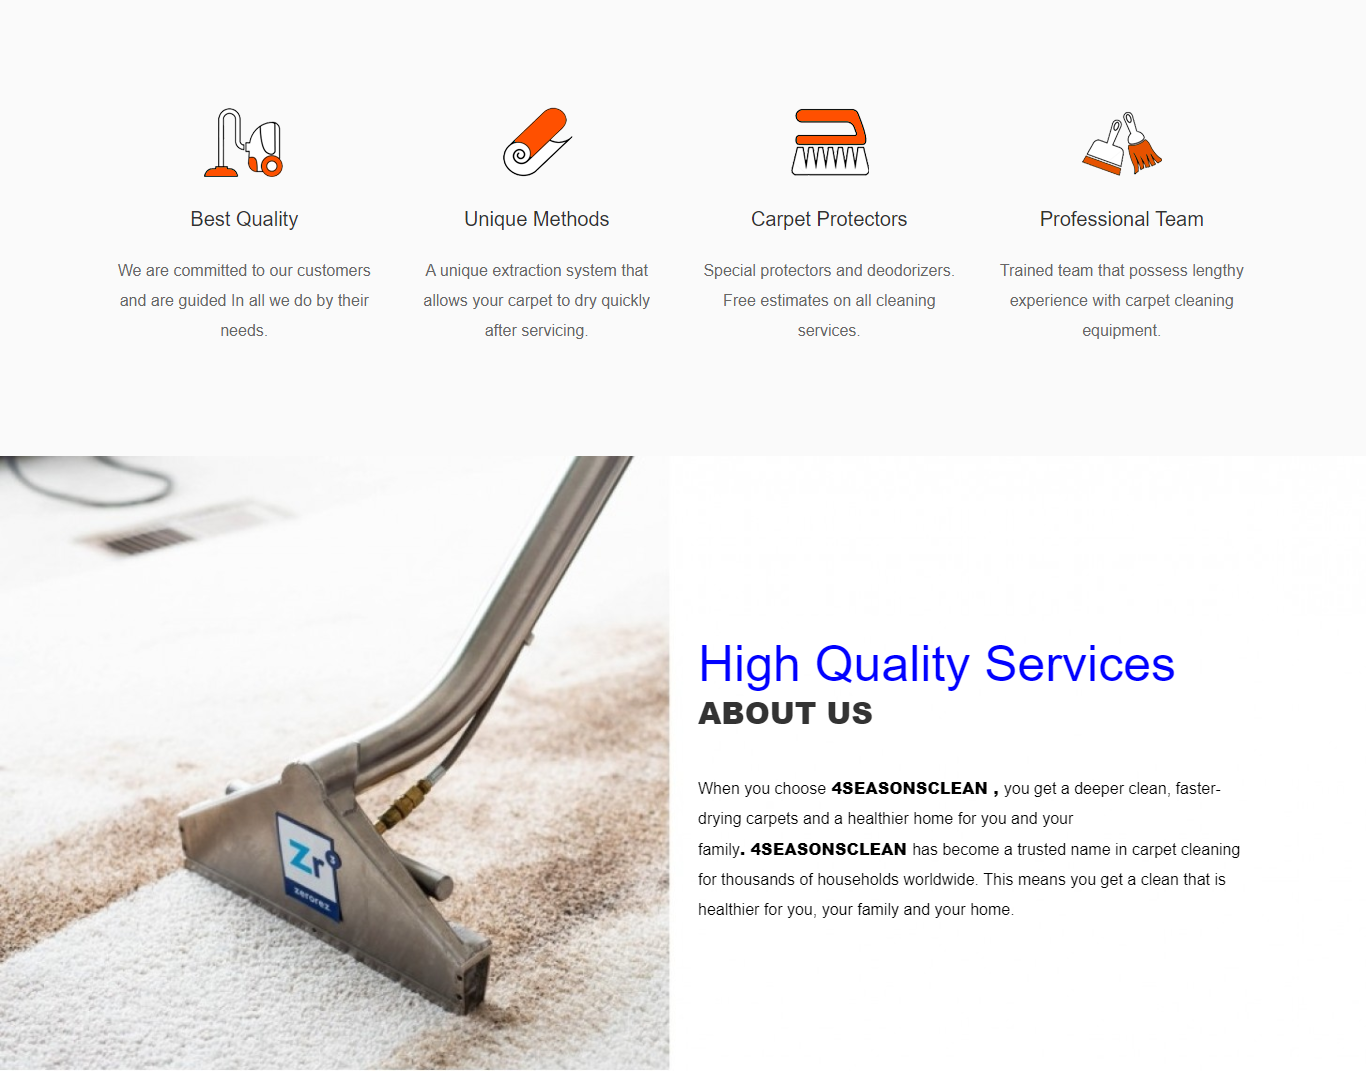 Best Quality
We are committed to our customers
and are guided In all we do by their
needs.
Unique Methods
A unique extraction system that
allows your carpet to dry quickly
after servicing.
Carpet Protectors
Special protectors and deodorizers.
Free estimates on all cleaning
services.
Professional Team
Trained team that possess lengthy
experience with carpet cleaning
equipment.
Zr
zerorez
High Quality Services
ABOUT US
When you choose 4SEASONSCLEAN , you get a deeper clean, faster-
drying carpets and a healthier home for you and your
family. 4SEASONSCLEAN has become a trusted name in carpet cleaning
for thousands of households worldwide. This means you get a clean that is
healthier for you, your family and your home.